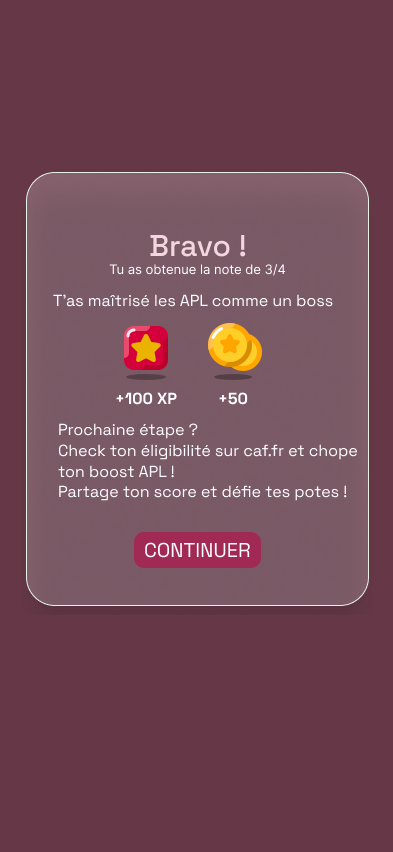 Bravo !
Tu as obtenue la note de 3/4
T'as maîtrisé les APL comme un boss
+100 XP
+50
Prochaine étape ?
Check ton éligibilité sur caf.fr et chope
ton boost APL !
Partage ton score et défie tes potes !
CONTINUER